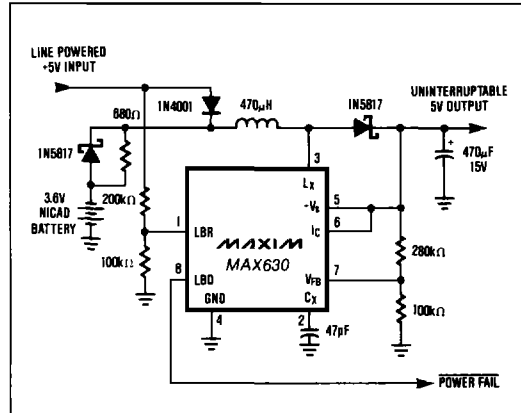 LINE POWERED
+5V INPUT
1N4001
470μH
1N5817
UNINTERRUPTABLE
5V OUTPUT
680Ω
1N5817
3
LX
470μF
15V
+
3.6V
NICAD
BATTERY
200kΩ
-VS
5
1
LBR
MAXIM
MAX630
IC
6
280kΩ
100kΩ
8
LBD
VFB
7
GND
CX
100kΩ
4
2
47pF
POWER FAIL